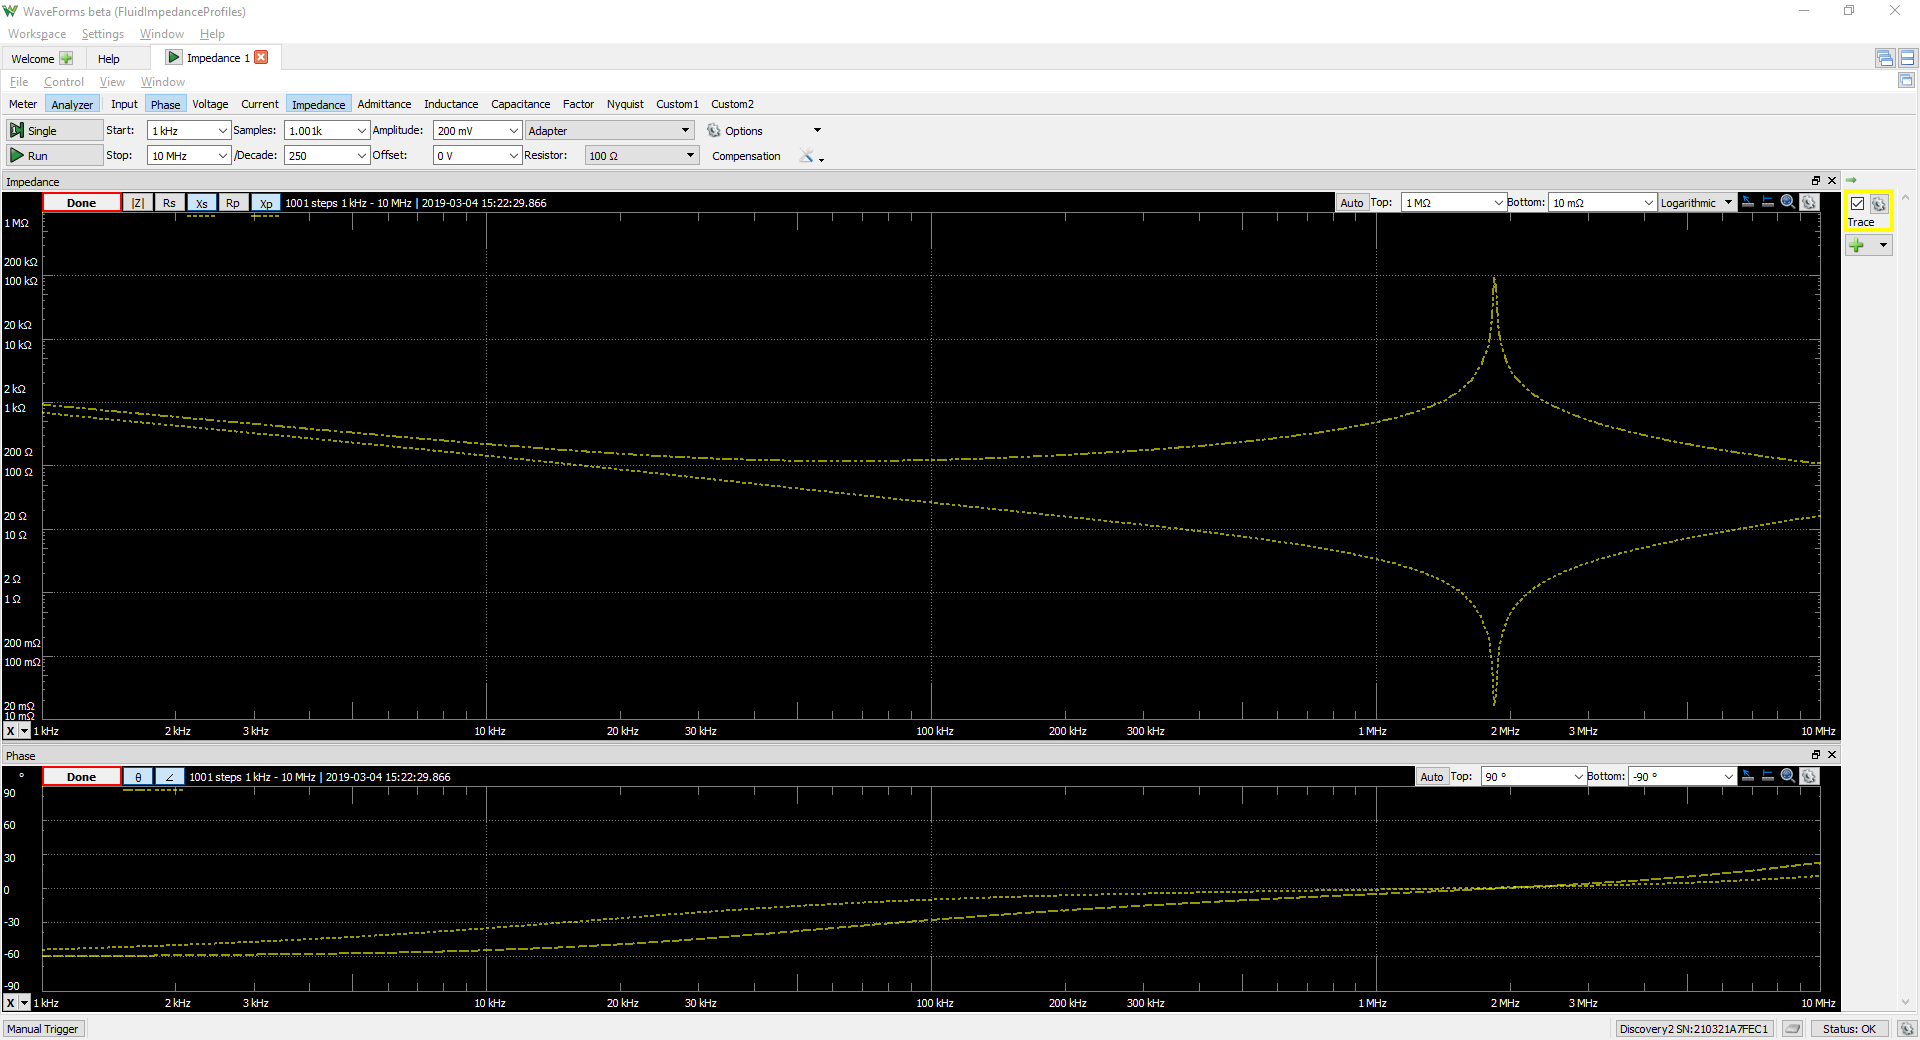 WaveForms beta (FluidImpedanceProfiles)
Workspace Settings Window Help
Welcome Help Impedance 1
File Control View Window
Meter Analyzer Input Phase Voltage Current Impedance Admittance Inductance Capacitance Factor Nyquist Custom1 Custom2
Single Start: 1 kHz Samples: 1.001k Amplitude: 200 mV Adapter Options
Run Stop: 10 MHz /Decade: 250 Offset: 0 V Resistor: 100 Ω Compensation
Impedance
Done |Z| Rs Xs Rp Xp 1001 steps 1 kHz - 10 MHz | 2019-03-04 15:22:29.866 Auto Top: 1 MΩ Bottom: 10 mΩ Logarithmic
Trace
1 MΩ
200 kΩ
100 kΩ
20 kΩ
10 kΩ
2 kΩ
1 kΩ
200 Ω
100 Ω
20 Ω
10 Ω
2 Ω
1 Ω
200 mΩ
100 mΩ
20 mΩ
10 mΩ
X 1 kHz 2 kHz 3 kHz 10 kHz 20 kHz 30 kHz 100 kHz 200 kHz 300 kHz 1 MHz 2 MHz 3 MHz 10 MHz
Phase
° Done θ ∠ 1001 steps 1 kHz - 10 MHz | 2019-03-04 15:22:29.866 Auto Top: 90 ° Bottom: -90 °
90
60
30
0
-30
-60
-90
X 1 kHz 2 kHz 3 kHz 10 kHz 20 kHz 30 kHz 100 kHz 200 kHz 300 kHz 1 MHz 2 MHz 3 MHz 10 MHz
Manual Trigger Discovery2 SN:210321A7FEC1 Status: OK